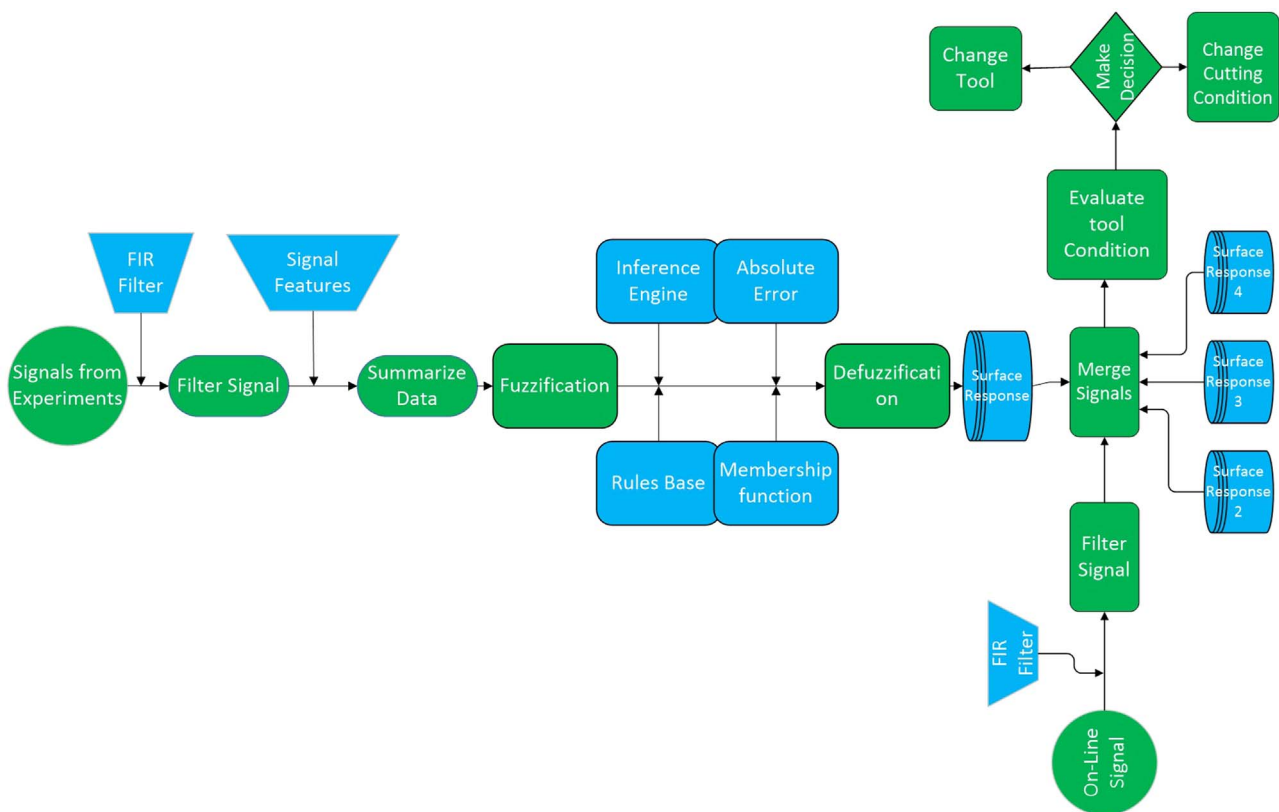 Change
Tool
Make
Decision
Change
Cutting
Condition
Evaluate
tool
Condition
FIR
Filter
Signal
Features
Inference
Engine
Absolute
Error
Surface
Response
4
Signals from
Experiments
Filter Signal
Summarize
Data
Fuzzification
Defuzzificati
on
Surface
Response
Merge
Signals
Surface
Response
3
Rules Base
Membership
function
Surface
Response
2
Filter
Signal
FIR
Filter
On-Line
Signal